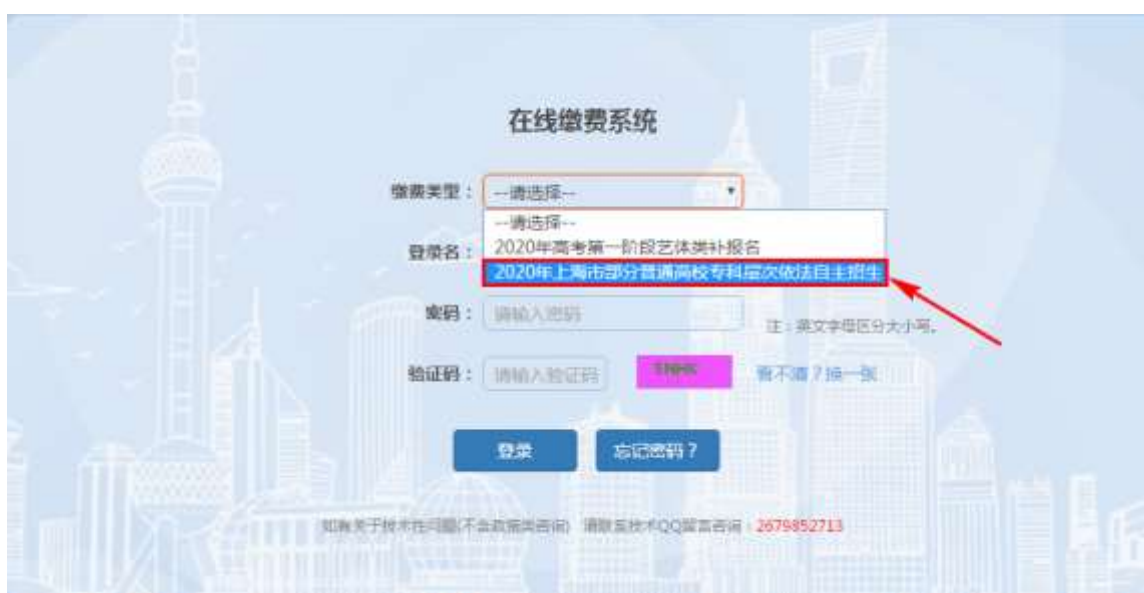 在线缴费系统
缴费类型： ---请选择---
---请选择---
2020年高考第一阶段艺体类补报名
2020年上海市部分普通高校专科层次依法自主招生
登录名：
密码： 请输入密码 注：英文字母区分大小写。
验证码： 请输入验证码 看不清？换一张
登录 忘记密码？
如有关于技术性问题(不含政策类咨询) 请联系技术QQ留言咨询：2679852713